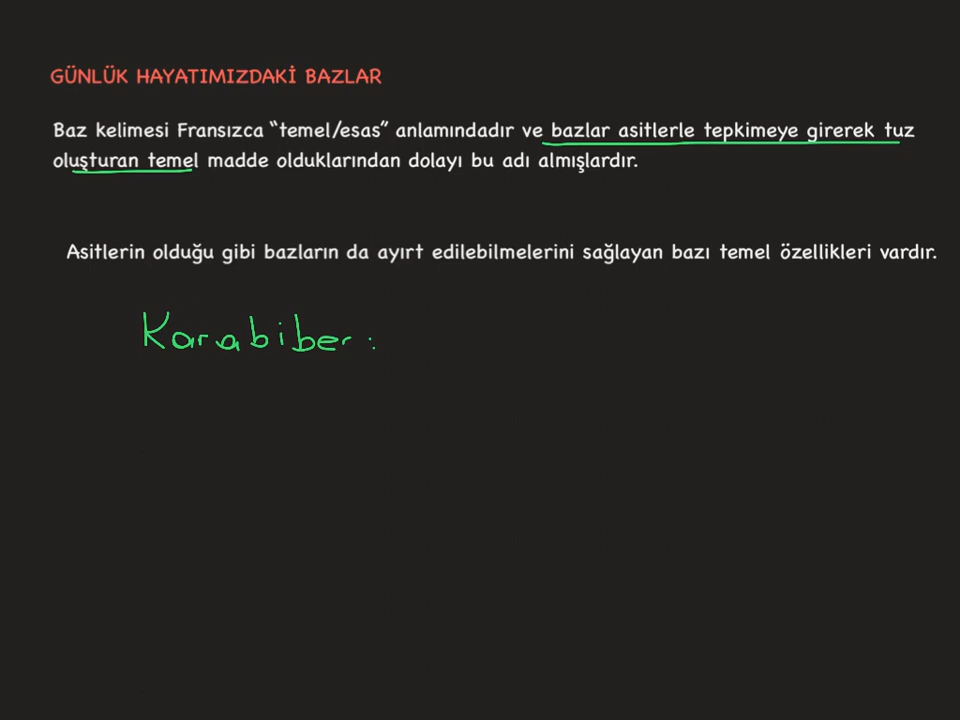 GÜNLÜK HAYATIMIZDAKİ BAZLAR
Baz kelimesi Fransızca “temel/esas” anlamındadır ve bazlar asitlerle tepkimeye girerek tuz
oluşturan temel madde olduklarından dolayı bu adı almışlardır.
Asitlerin olduğu gibi bazların da ayırt edilebilmelerini sağlayan bazı temel özellikleri vardır.
Karabiber :